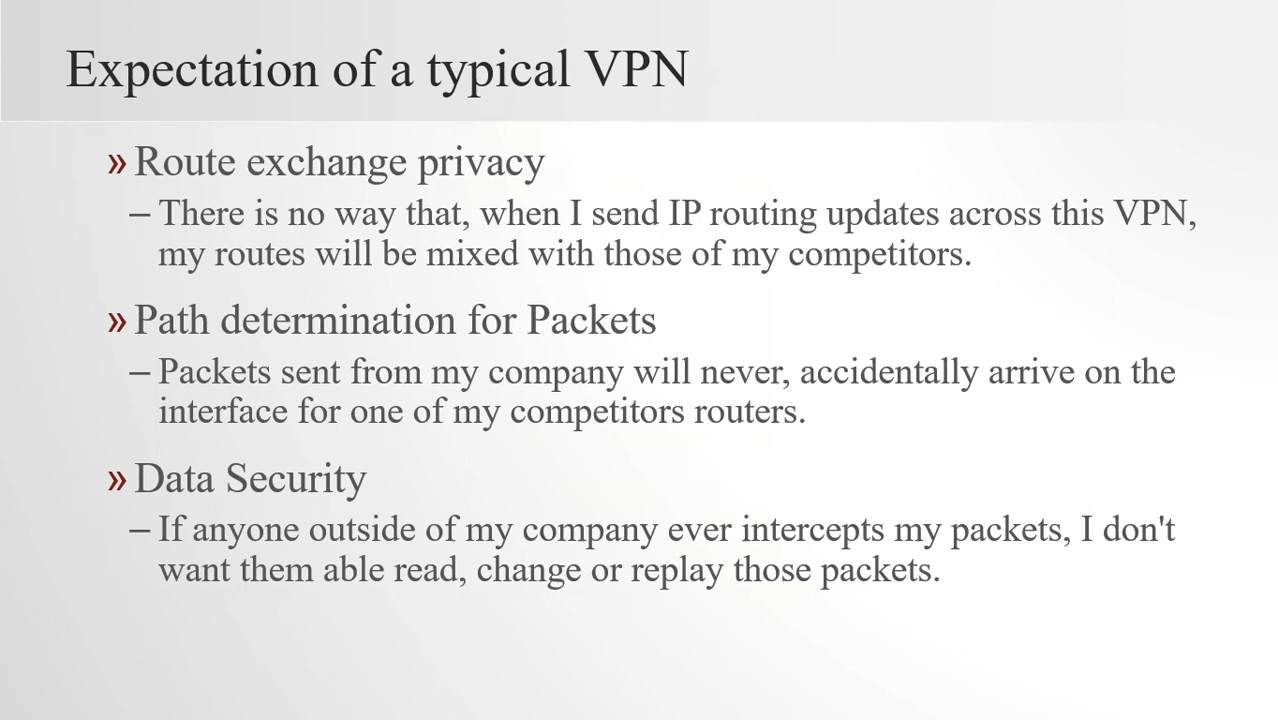 Expectation of a typical VPN
» Route exchange privacy
– There is no way that, when I send IP routing updates across this VPN,
my routes will be mixed with those of my competitors.
» Path determination for Packets
– Packets sent from my company will never, accidentally arrive on the
interface for one of my competitors routers.
» Data Security
– If anyone outside of my company ever intercepts my packets, I don't
want them able read, change or replay those packets.